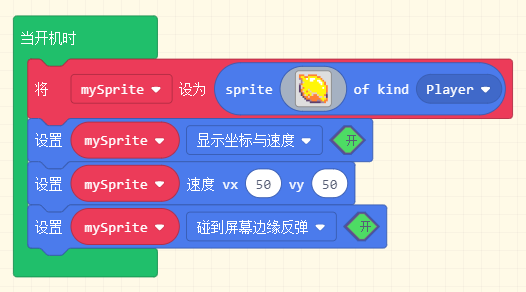 当开机时
将 mySprite 设为 sprite of kind Player
设置 mySprite 显示坐标与速度 开
设置 mySprite 速度 vx 50 vy 50
设置 mySprite 碰到屏幕边缘反弹 开